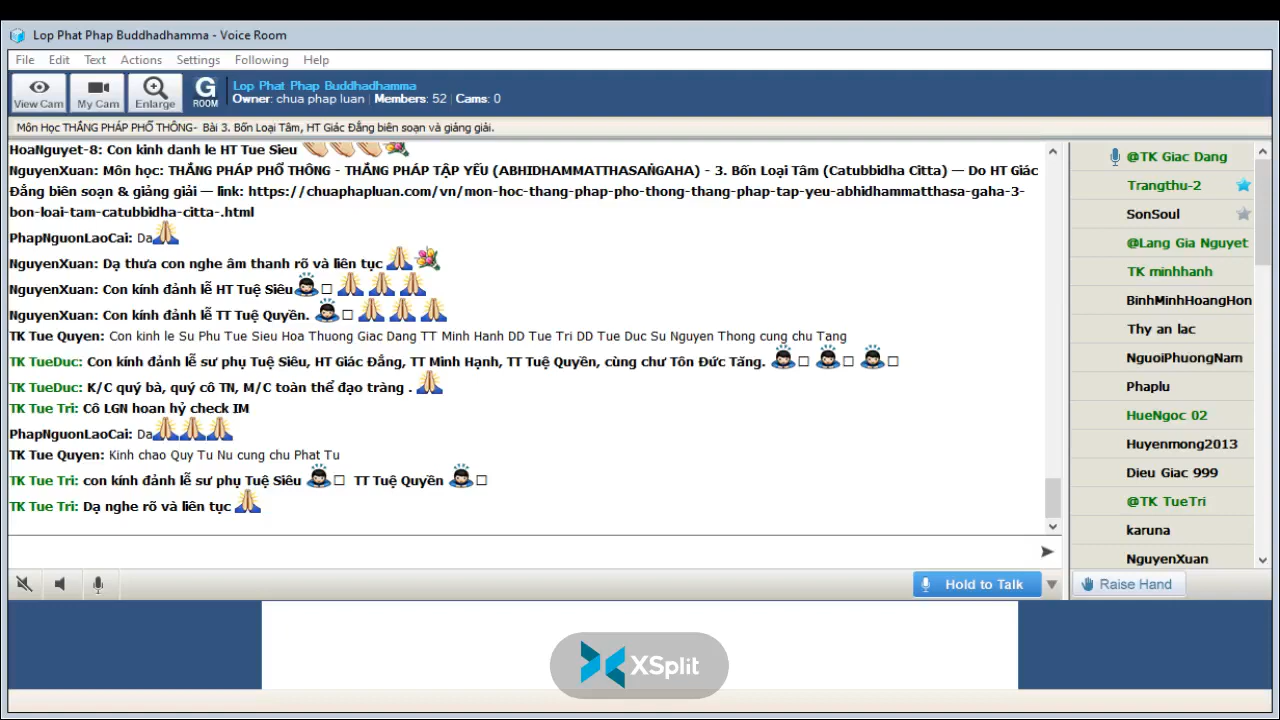 Lop Phat Phap Buddhadhamma - Voice Room
File Edit Text Actions Settings Following Help
View Cam My Cam Enlarge G ROOM
Lop Phat Phap Buddhadhamma
Owner: chua phap luan | Members: 52 | Cams: 0
Môn Học THẮNG PHÁP PHỔ THÔNG- Bài 3. Bốn Loại Tâm, HT Giác Đẳng biên soạn và giảng giải.
HoaNguyet-8: Con kinh danh le HT Tue Sieu
NguyenXuan: Môn học: THẮNG PHÁP PHỔ THÔNG - THẮNG PHÁP TẬP YẾU (ABHIDHAMMATTHASAṄGAHA) - 3. Bốn Loại Tâm (Catubbidha Citta) — Do HT Giác
Đẳng biên soạn & giảng giải — link: https://chuaphapluan.com/vn/mon-hoc-thang-phap-pho-thong-thang-phap-tap-yeu-abhidhammatthasa-gaha-3-
bon-loai-tam-catubbidha-citta-.html
PhapNguonLaoCai: Da
NguyenXuan: Dạ thưa con nghe âm thanh rõ và liên tục
NguyenXuan: Con kính đảnh lễ HT Tuệ Siêu
NguyenXuan: Con kính đảnh lễ TT Tuệ Quyền.
TK Tue Quyen: Con kinh le Su Phu Tue Sieu Hoa Thuong Giac Dang TT Minh Hanh DD Tue Tri DD Tue Duc Su Nguyen Thong cung chu Tang
TK TueDuc: Con kính đảnh lễ sư phụ Tuệ Siêu, HT Giác Đẳng, TT Minh Hạnh, TT Tuệ Quyền, cùng chư Tôn Đức Tăng.
TK TueDuc: K/C quý bà, quý cô TN, M/C toàn thể đạo tràng .
TK Tue Tri: Cô LGN hoan hỷ check IM
PhapNguonLaoCai: Da
TK Tue Quyen: Kinh chao Quy Tu Nu cung chu Phat Tu
TK Tue Tri: con kính đảnh lễ sư phụ Tuệ Siêu TT Tuệ Quyền
TK Tue Tri: Dạ nghe rõ và liên tục
@TK Giac Dang
Trangthu-2
SonSoul
@Lang Gia Nguyet
TK minhhanh
BinhMinhHoangHon
Thy an lac
NguoiPhuongNam
Phaplu
HueNgoc 02
Huyenmong2013
Dieu Giac 999
@TK TueTri
karuna
NguyenXuan
Hold to Talk
Raise Hand
XSplit